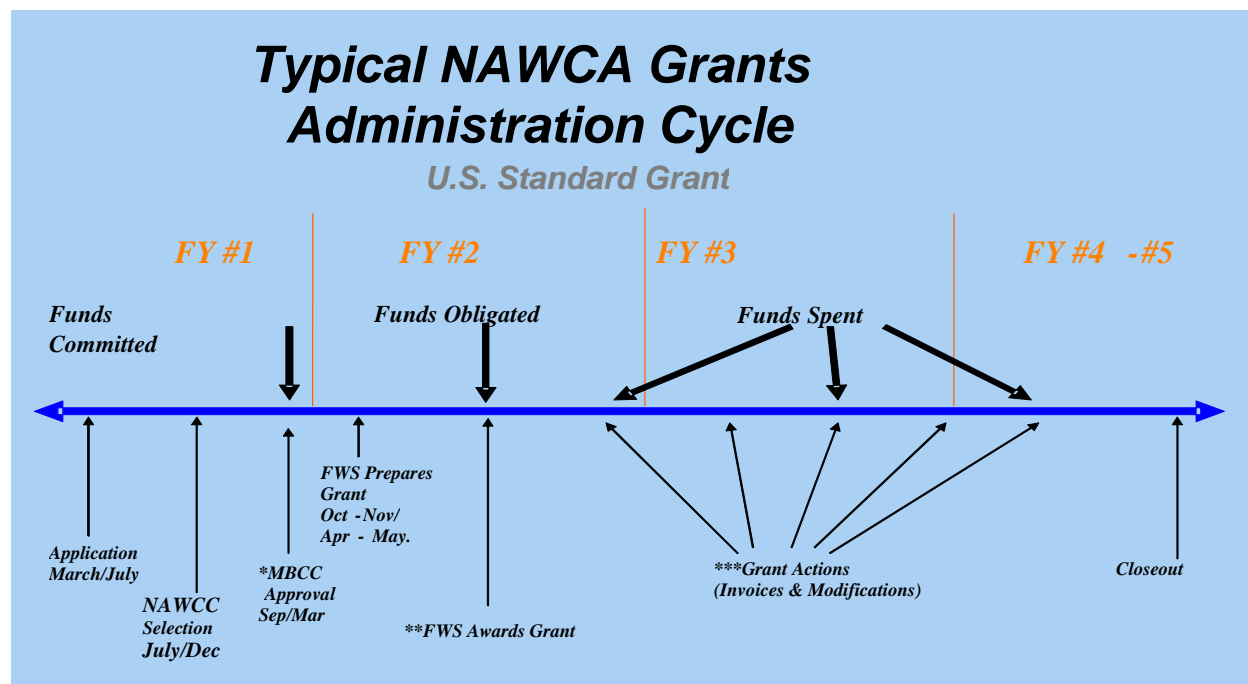 Typical NAWCA Grants
Administration Cycle
U.S. Standard Grant
FY #1
FY #2
FY #3
FY #4 -#5
Funds
Committed
Funds Obligated
Funds Spent
Application
March/July
NAWCC
Selection
July/Dec
*MBCC
Approval
Sep/Mar
FWS Prepares
Grant
Oct -Nov/
Apr - May.
**FWS Awards Grant
***Grant Actions
(Invoices & Modifications)
Closeout